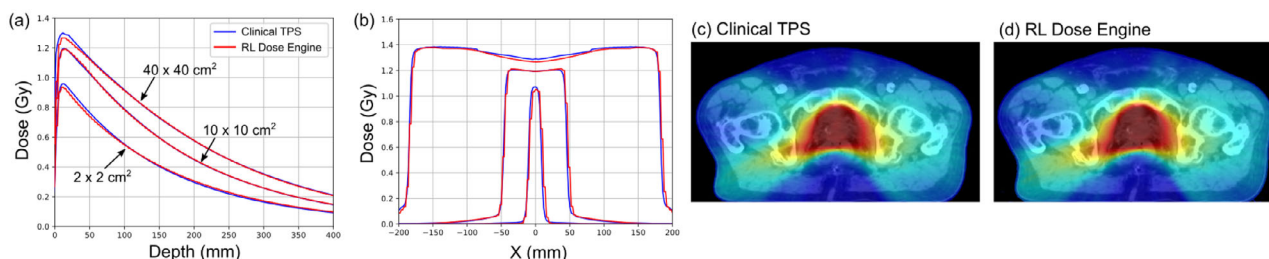 (a)
1.4
1.2
1.0
0.8
0.6
0.4
0.2
0.0
Dose (Gy)
Clinical TPS
RL Dose Engine
40 x 40 cm²
10 x 10 cm²
2 x 2 cm²
0 50 100 150 200 250 300 350 400
Depth (mm)
(b)
1.6
1.4
1.2
1.0
0.8
0.6
0.4
0.2
0.0
Dose (Gy)
−200 −150 −100 −50 0 50 100 150 200
X (mm)
(c) Clinical TPS
(d) RL Dose Engine